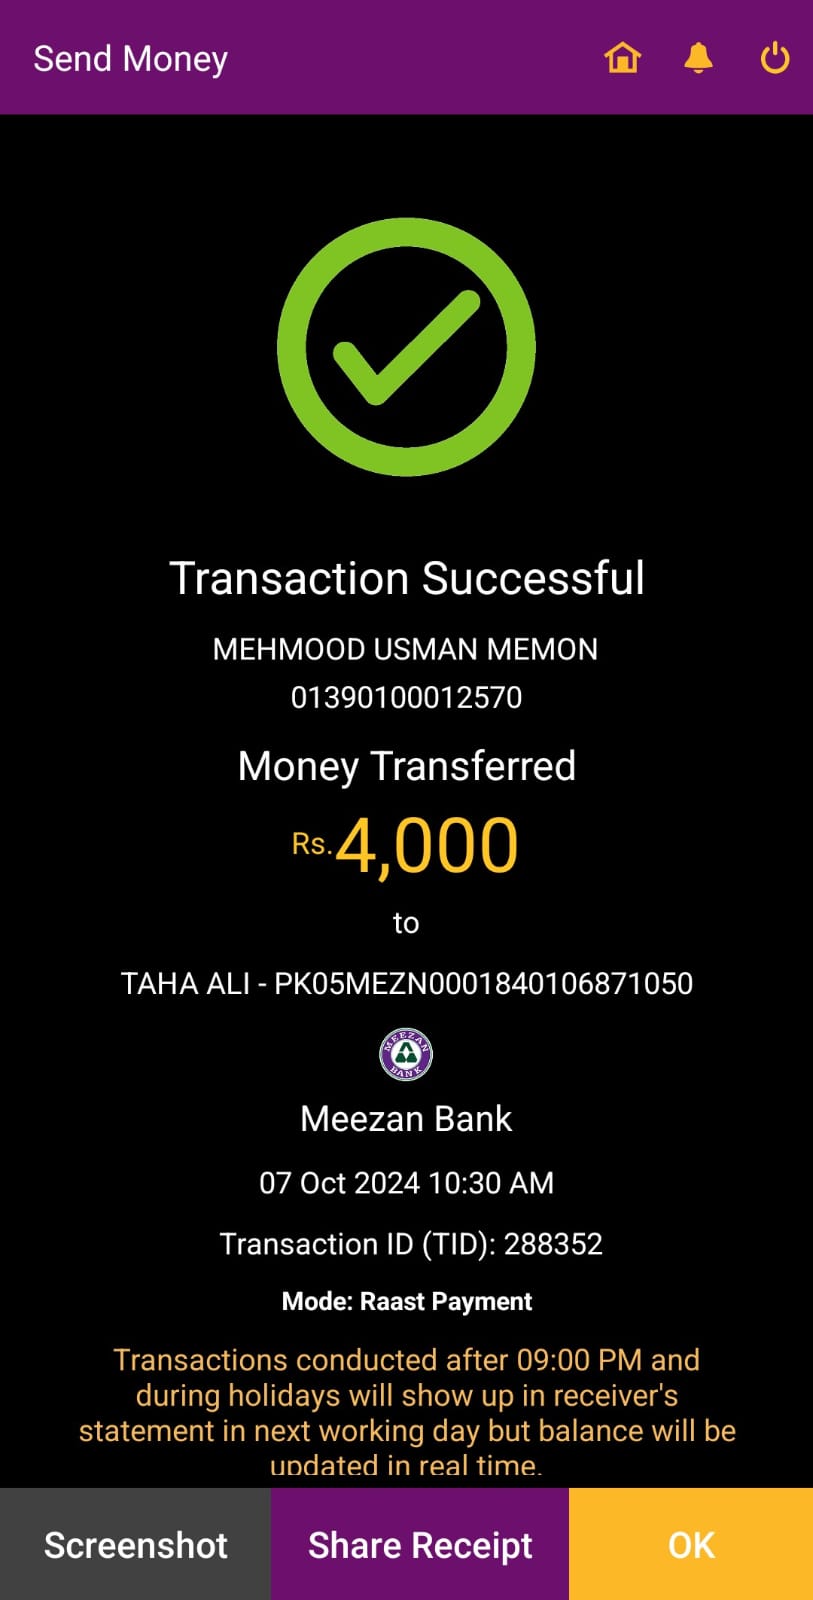 Send Money
Transaction Successful
MEHMOOD USMAN MEMON
01390100012570
Money Transferred
Rs.4,000
to
TAHA ALI - PK05MEZN0001840106871050
MEEZAN
BANK
Meezan Bank
07 Oct 2024 10:30 AM
Transaction ID (TID): 288352
Mode: Raast Payment
Transactions conducted after 09:00 PM and
during holidays will show up in receiver's
statement in next working day but balance will be
updated in real time.
Screenshot
Share Receipt
OK